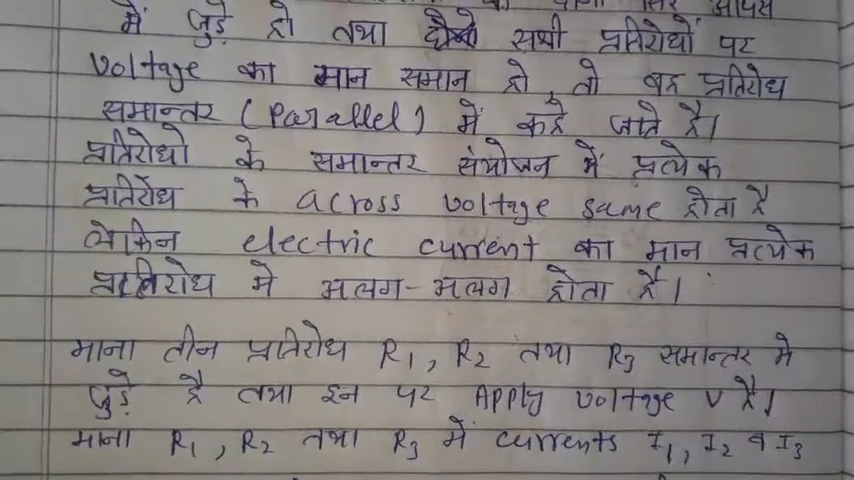 सिरे आपस
में जुड़े हो तथा सभी प्रतिरोधों पर
voltage का मान समान हो, तो वह प्रतिरोध
समान्तर (Parallel) में कहे जाते है।
प्रतिरोधो के समान्तर संयोजन में प्रत्येक
प्रतिरोध के across voltage same होता है
लेकिन electric current का मान प्रत्येक
प्रतिरोध मे अलग-अलग होता है।
माना तीन प्रतिरोध R1, R2 तथा R3 समान्तर मे
जुड़े है तथा इन पर Apply voltage V है।
माना R1, R2 तथा R3 में currents I1, I2 व I3